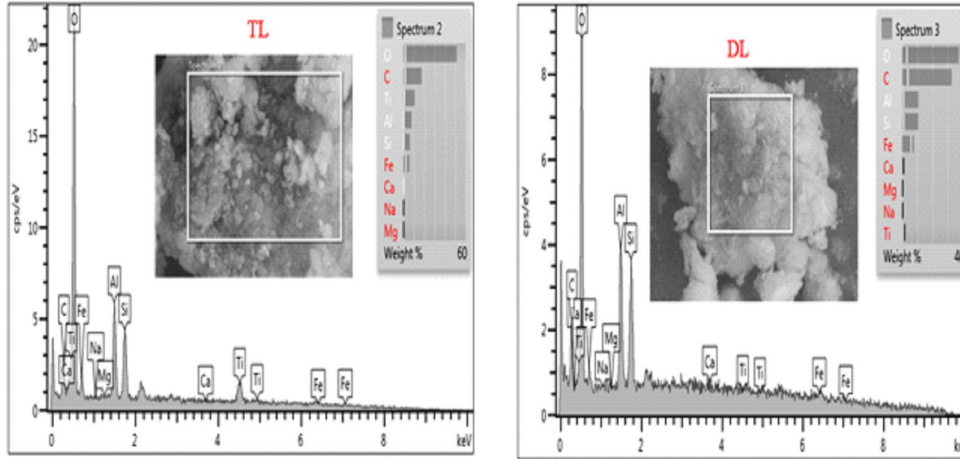 TL
Spectrum 2
O
C
Ti
Al
Si
Fe
Ca
Na
Mg
Weight %
60
cps/eV
20
15
10
5
0
O
C
Fe
Ti
Ca
Na
Mg
Al
Si
Ca
Ti
Ti
Fe
Fe
0
2
4
6
8
keV
DL
Spectrum 3
O
C
Al
Si
Fe
Ca
Mg
Na
Ti
Weight %
cps/eV
8
6
4
2
0
O
C
Ca
Ti
Fe
Na
Mg
Al
Si
Ca
Ti
Ti
Fe
Fe
0
2
4
6
8